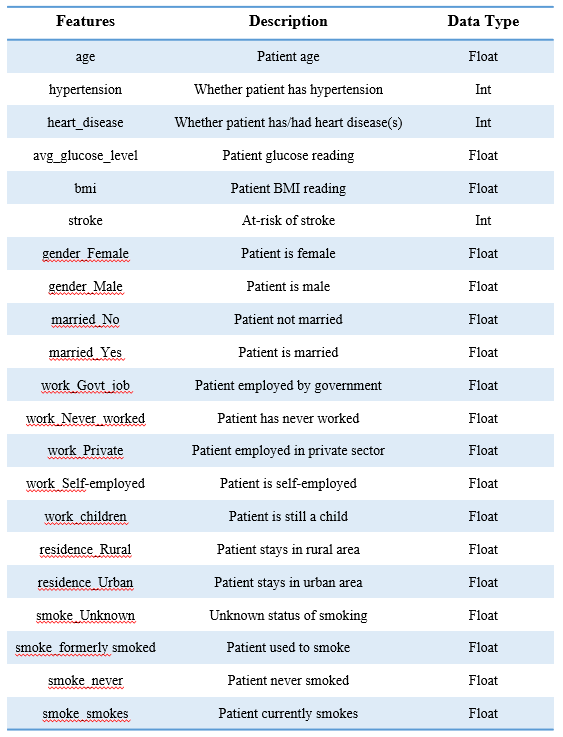 Features Description Data Type
age Patient age Float
hypertension Whether patient has hypertension Int
heart_disease Whether patient has/had heart disease(s) Int
avg_glucose_level Patient glucose reading Float
bmi Patient BMI reading Float
stroke At-risk of stroke Int
gender_Female Patient is female Float
gender_Male Patient is male Float
married_No Patient not married Float
married_Yes Patient is married Float
work_Govt_job Patient employed by government Float
work_Never_worked Patient has never worked Float
work_Private Patient employed in private sector Float
work_Self-employed Patient is self-employed Float
work_children Patient is still a child Float
residence_Rural Patient stays in rural area Float
residence_Urban Patient stays in urban area Float
smoke_Unknown Unknown status of smoking Float
smoke_formerly smoked Patient used to smoke Float
smoke_never Patient never smoked Float
smoke_smokes Patient currently smokes Float